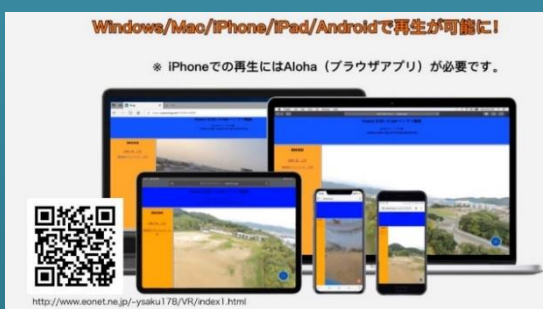 Windows/Mac/iPhone/iPad/Androidで再生が可能に!
※ iPhoneでの再生にはAloha（ブラウザアプリ）が必要です。
http://www.eonet.ne.jp/~ysaku178/VR/index1.html